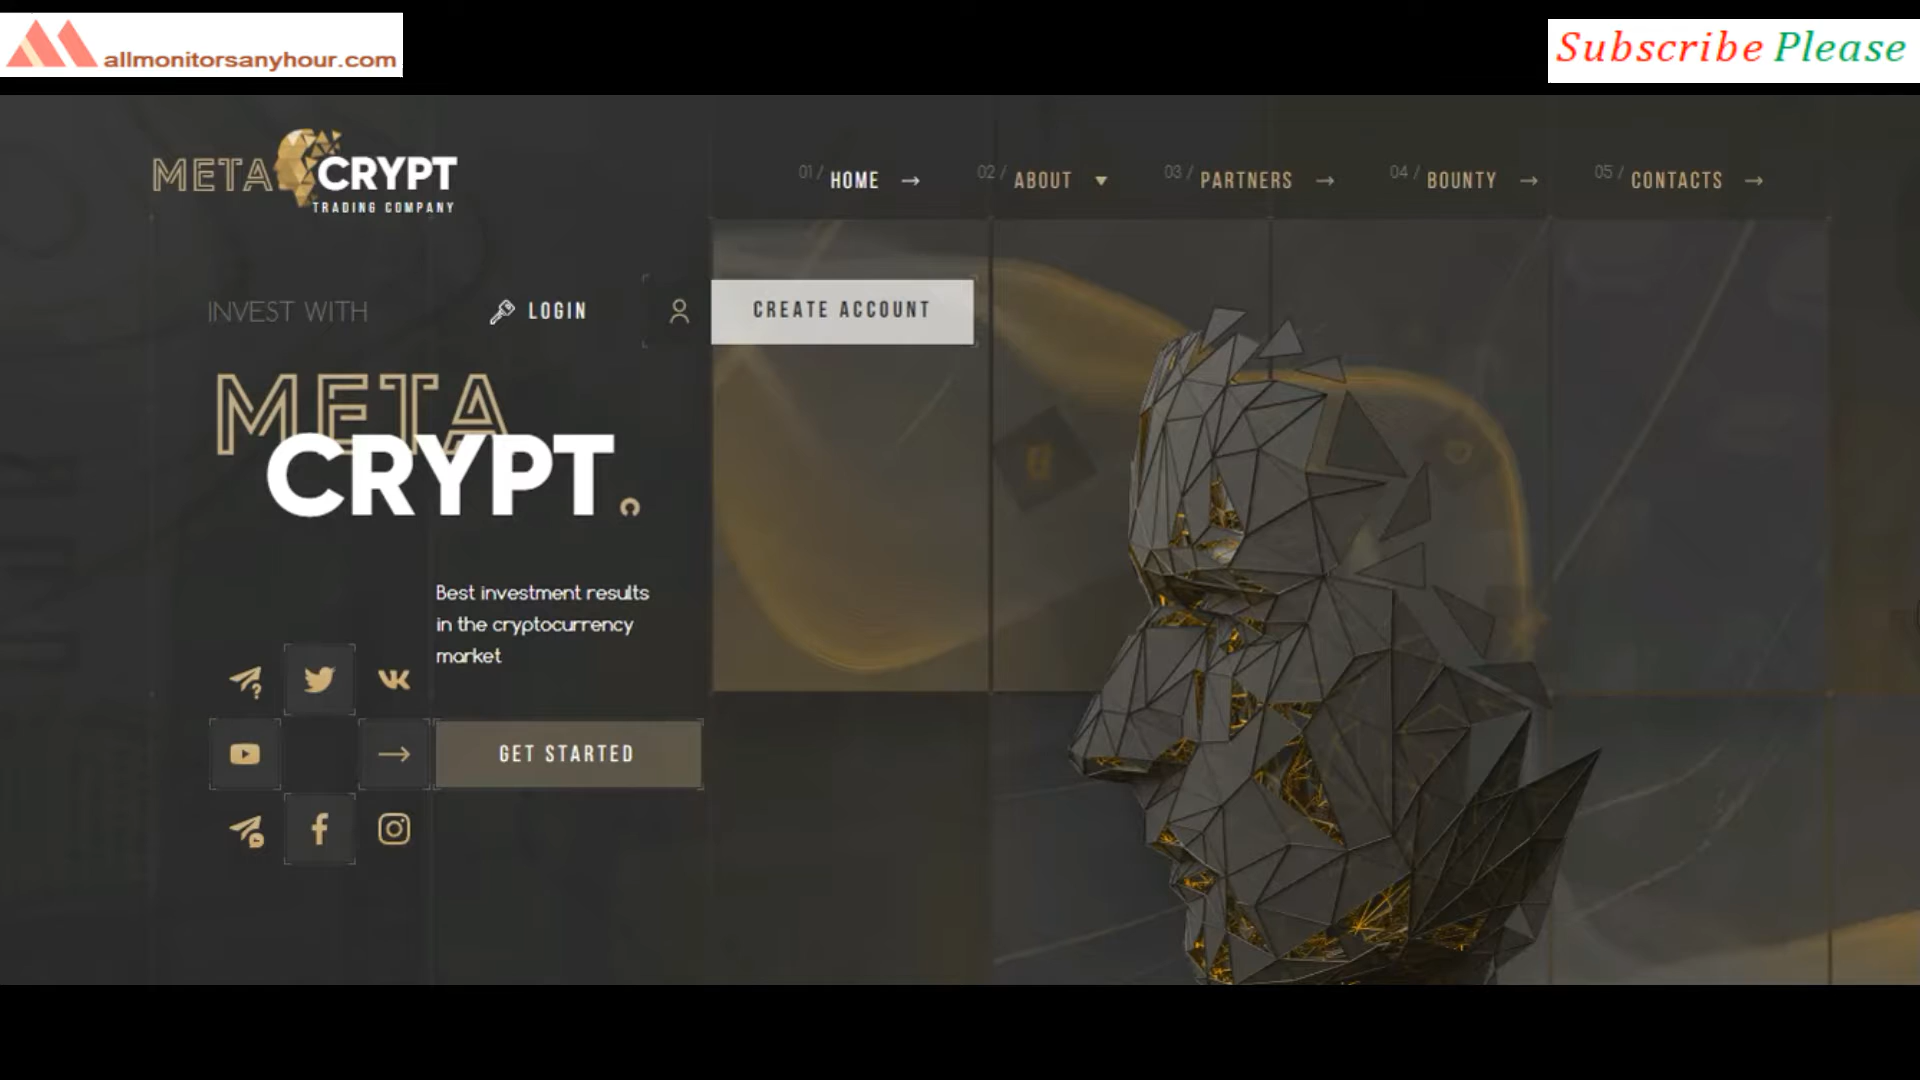 allmonitorsanyhour.com
Subscribe Please
META CRYPT
TRADING COMPANY
01 / HOME →
02 / ABOUT ▼
03 / PARTNERS →
04 / BOUNTY →
05 / CONTACTS →
INVEST WITH
LOGIN
CREATE ACCOUNT
META
CRYPT.
Best investment results
in the cryptocurrency
market
GET STARTED